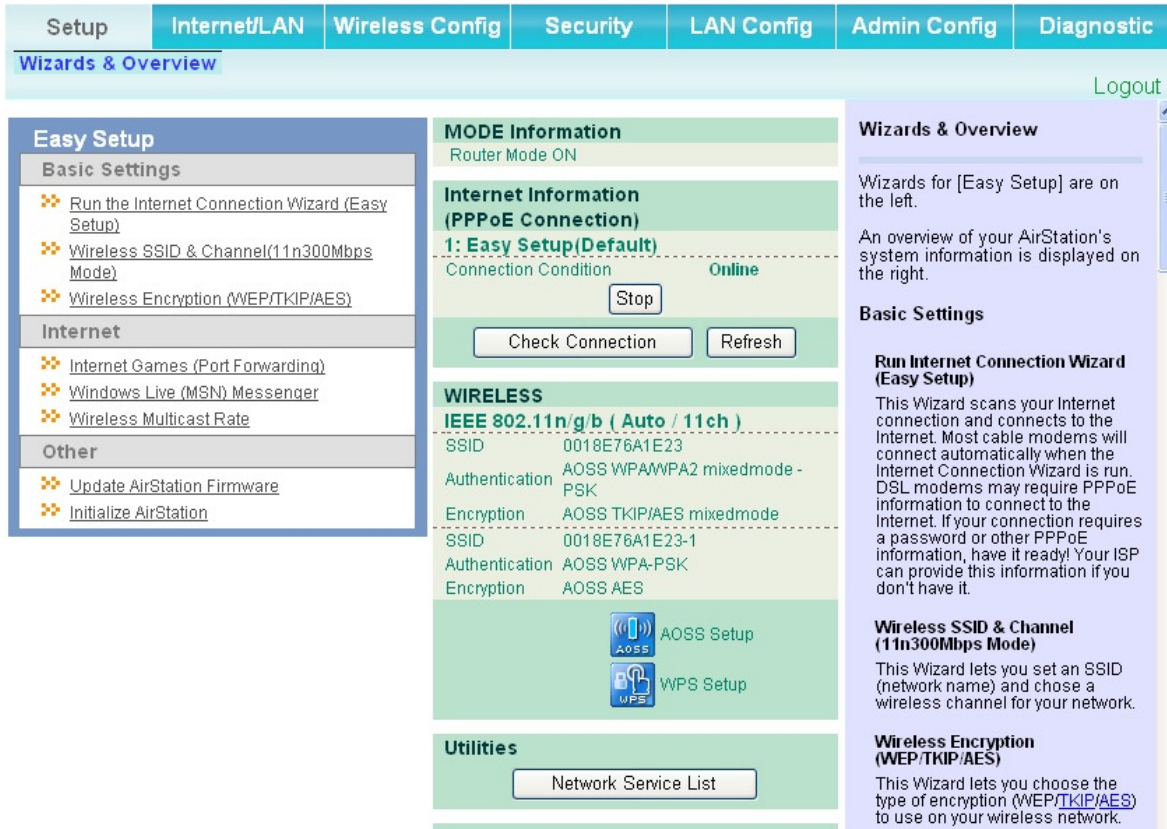 Setup
Internet/LAN
Wireless Config
Security
LAN Config
Admin Config
Diagnostic
Wizards & Overview
Logout
Easy Setup
Basic Settings
Run the Internet Connection Wizard (Easy
Setup)
Wireless SSID & Channel(11n300Mbps
Mode)
Wireless Encryption (WEP/TKIP/AES)
Internet
Internet Games (Port Forwarding)
Windows Live (MSN) Messenger
Wireless Multicast Rate
Other
Update AirStation Firmware
Initialize AirStation
MODE Information
Router Mode ON
Internet Information
(PPPoE Connection)
1: Easy Setup(Default)
Connection Condition Online
Stop
Check Connection
Refresh
WIRELESS
IEEE 802.11n/g/b ( Auto / 11ch )
SSID 0018E76A1E23
Authentication AOSS WPA/WPA2 mixedmode -
PSK
Encryption AOSS TKIP/AES mixedmode
SSID 0018E76A1E23-1
Authentication AOSS WPA-PSK
Encryption AOSS AES
AOSS
AOSS Setup
WPS
WPS Setup
Utilities
Network Service List
Wizards & Overview
Wizards for [Easy Setup] are on
the left.
An overview of your AirStation's
system information is displayed on
the right.
Basic Settings
Run Internet Connection Wizard
(Easy Setup)
This Wizard scans your Internet
connection and connects to the
Internet. Most cable modems will
connect automatically when the
Internet Connection Wizard is run.
DSL modems may require PPPoE
information to connect to the
Internet. If your connection requires
a password or other PPPoE
information, have it ready! Your ISP
can provide this information if you
don't have it.
Wireless SSID & Channel
(11n300Mbps Mode)
This Wizard lets you set an SSID
(network name) and chose a
wireless channel for your network.
Wireless Encryption
(WEP/TKIP/AES)
This Wizard lets you choose the
type of encryption (WEP/TKIP/AES)
to use on your wireless network.